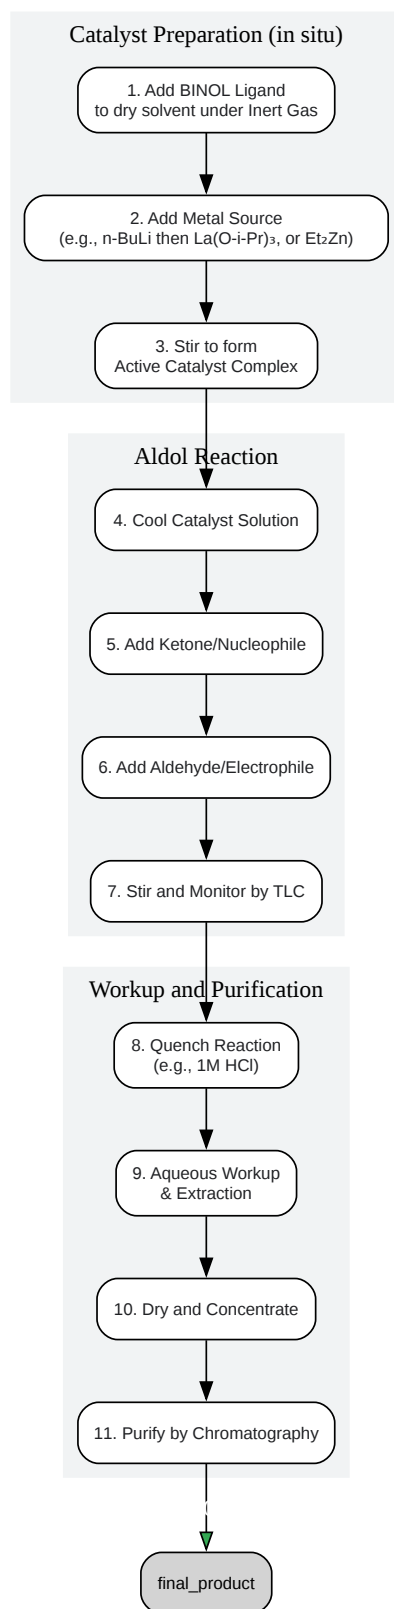 Catalyst Preparation (in situ)
1. Add BINOL Ligand
to dry solvent under Inert Gas
2. Add Metal Source
(e.g., n-BuLi then La(O-i-Pr)₃, or Et₂Zn)
3. Stir to form
Active Catalyst Complex
Aldol Reaction
4. Cool Catalyst Solution
5. Add Ketone/Nucleophile
6. Add Aldehyde/Electrophile
7. Stir and Monitor by TLC
Workup and Purification
8. Quench Reaction
(e.g., 1M HCl)
9. Aqueous Workup
& Extraction
10. Dry and Concentrate
11. Purify by Chromatography
final_product